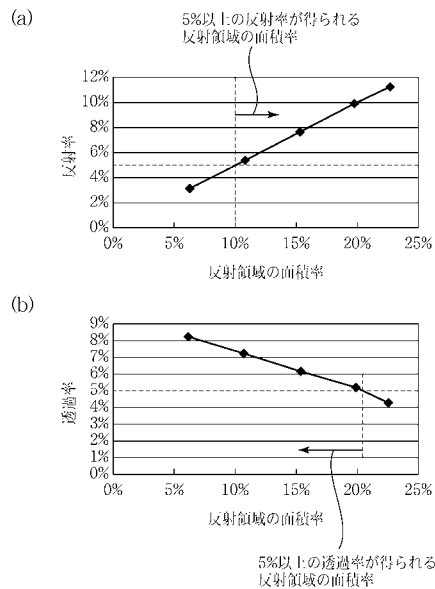 (a)
5%以上の反射率が得られる
反射領域の面積率
12%
10%
8%
6%
4%
2%
0%
反射率
0% 5% 10% 15% 20% 25%
反射領域の面積率
(b)
9%
8%
7%
6%
5%
4%
3%
2%
1%
0%
透過率
0% 5% 10% 15% 20% 25%
反射領域の面積率
5%以上の透過率が得られる
反射領域の面積率